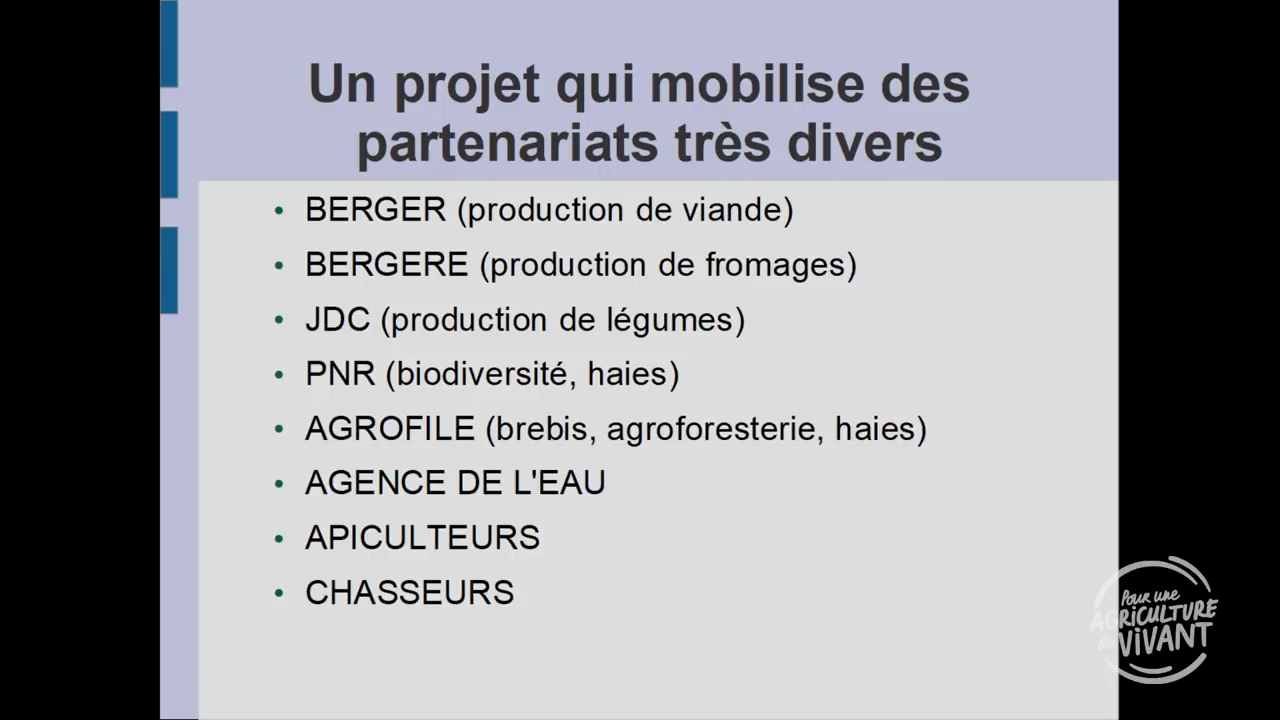 Un projet qui mobilise des
partenariats très divers
• BERGER (production de viande)
• BERGERE (production de fromages)
• JDC (production de légumes)
• PNR (biodiversité, haies)
• AGROFILE (brebis, agroforesterie, haies)
• AGENCE DE L'EAU
• APICULTEURS
• CHASSEURS
Pour une
AGRICULTURE
du VIVANT